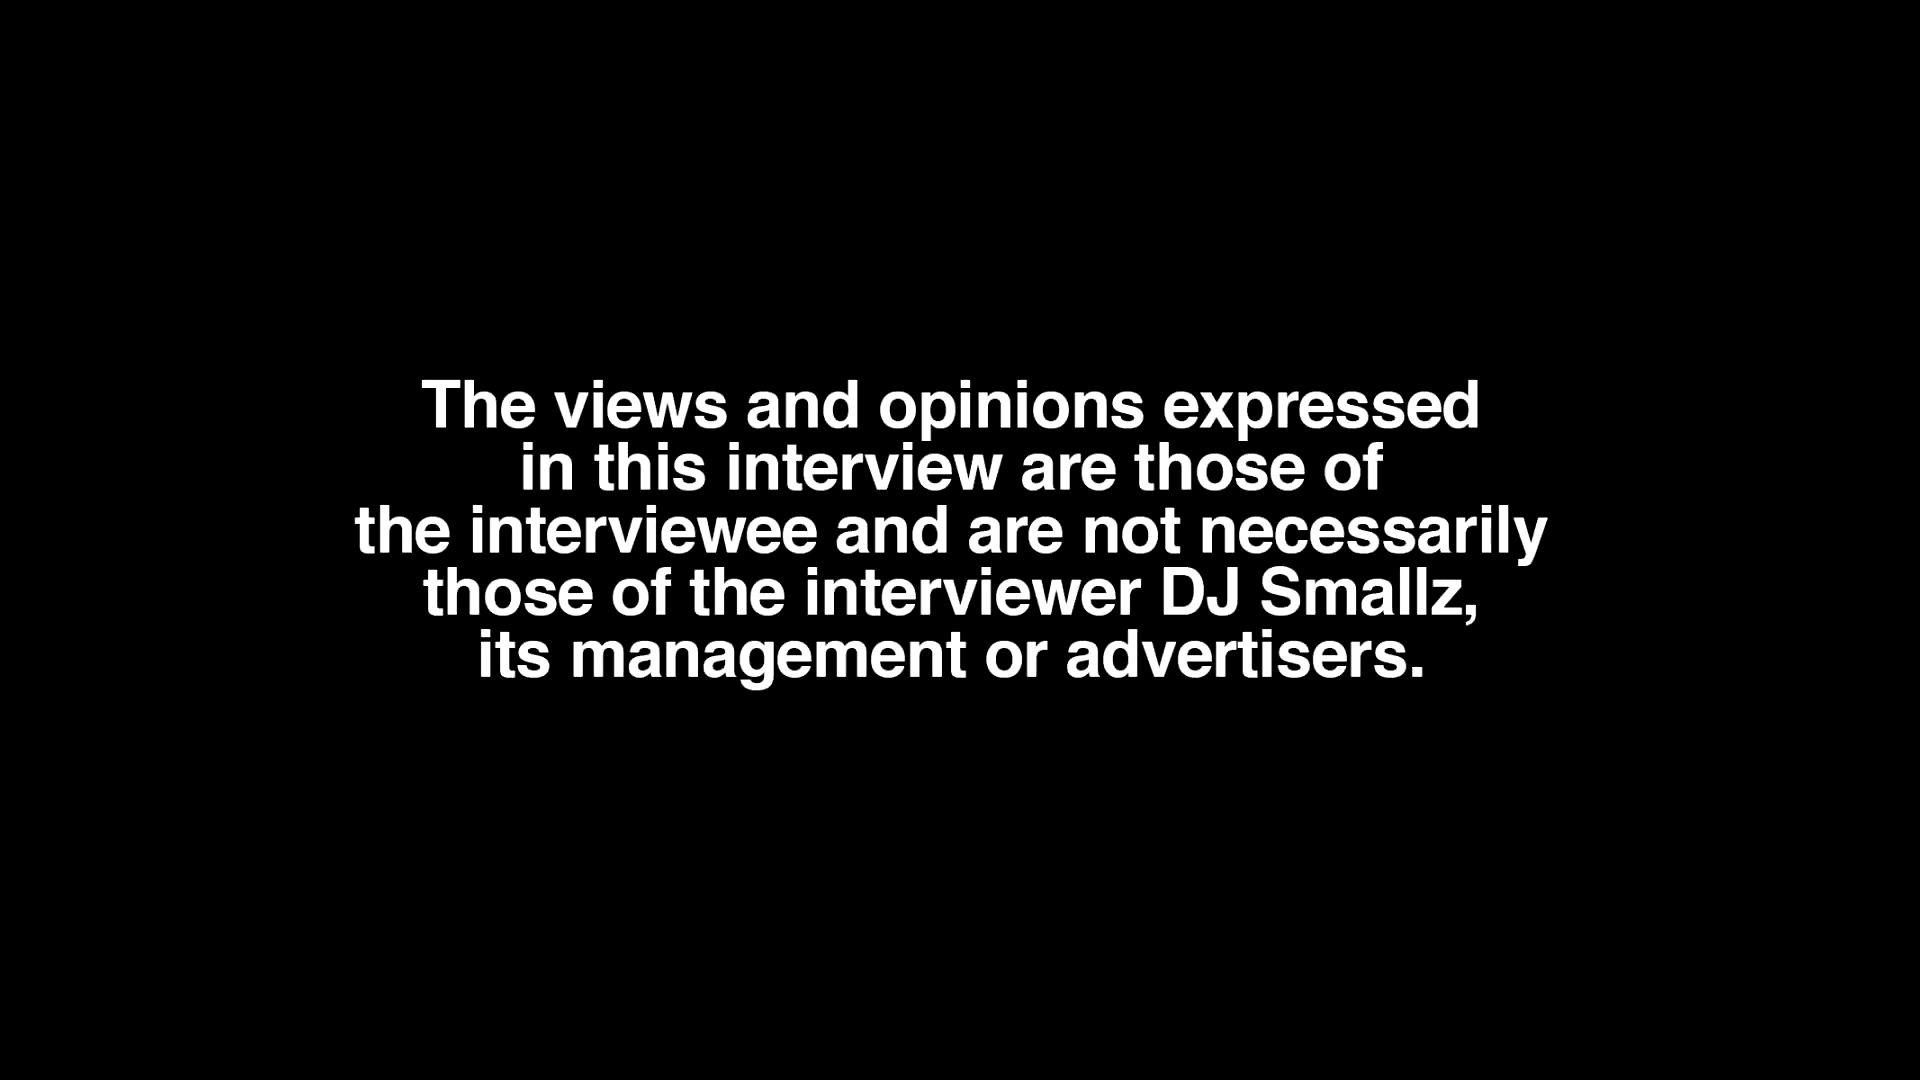 The views and opinions expressed
in this interview are those of
the interviewee and are not necessarily
those of the interviewer DJ Smallz,
its management or advertisers.